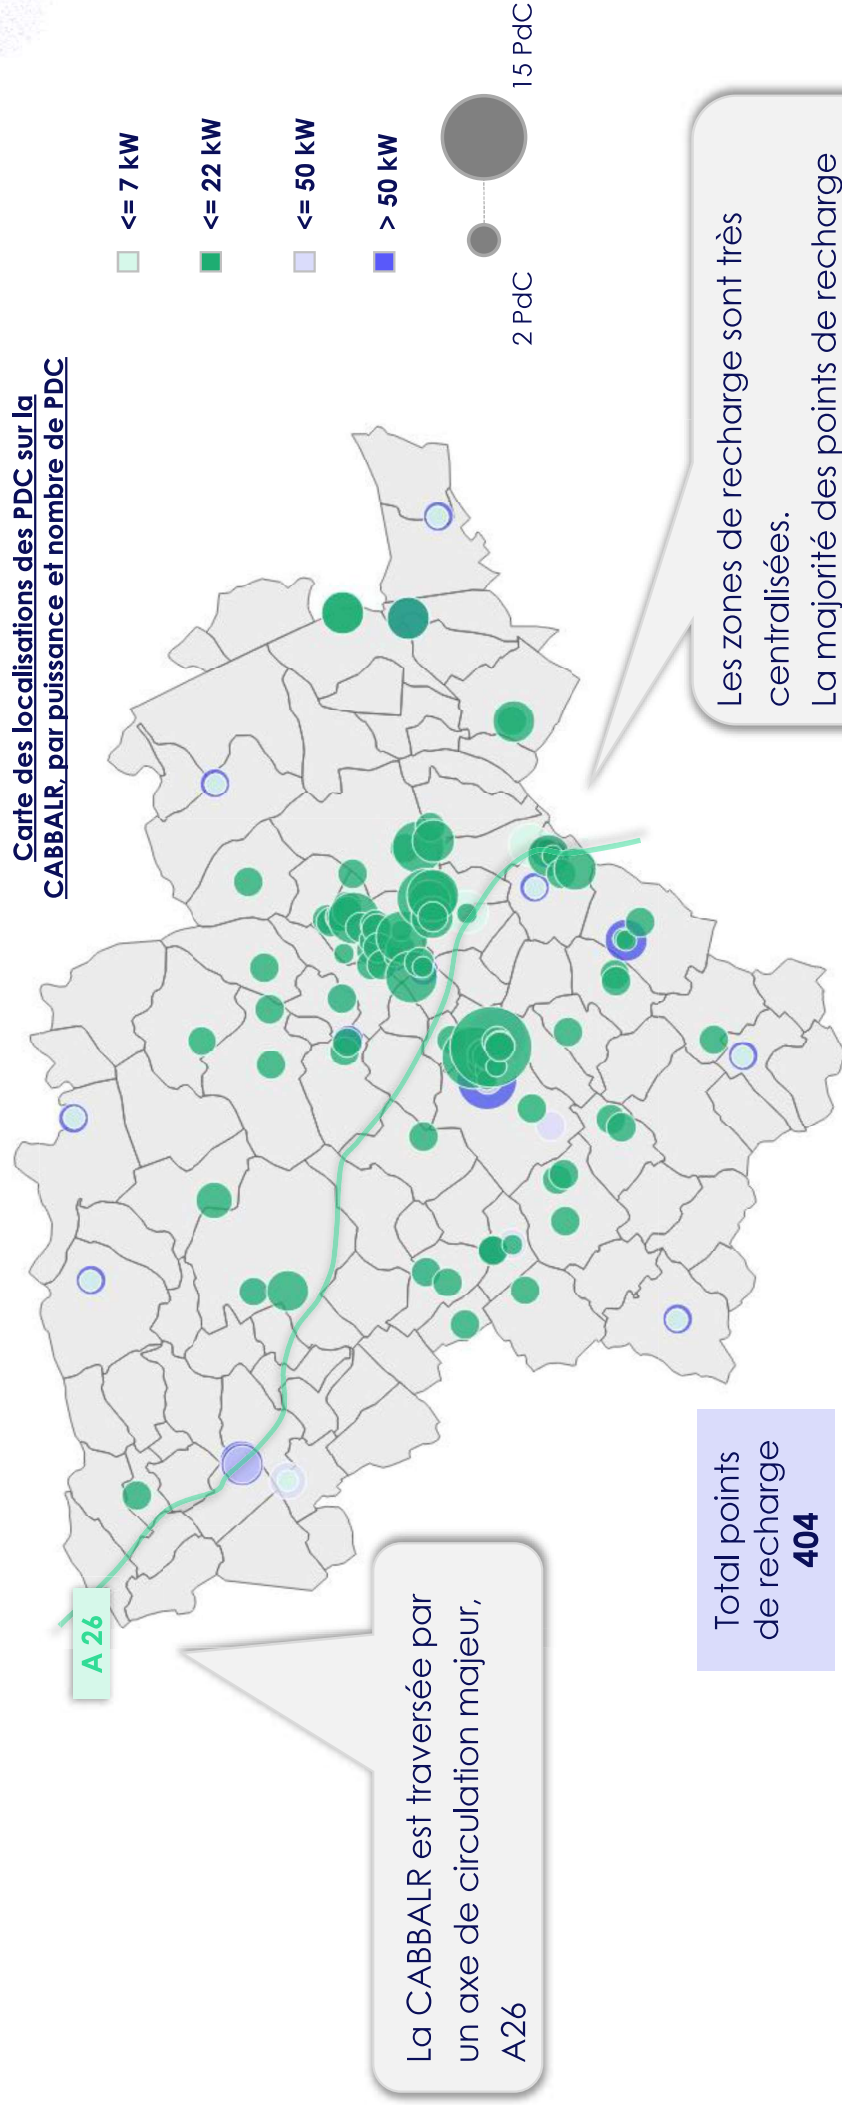 Carte des localisations des PDC sur la
CABBALR, par puissance et nombre de PDC
<= 7 kW
<= 22 kW
<= 50 kW
> 50 kW
2 PdC
15 PdC
A 26
La CABBALR est traversée par
un axe de circulation majeur,
A26
Total points
de recharge
404
Les zones de recharge sont très
centralisées.
La majorité des points de recharge